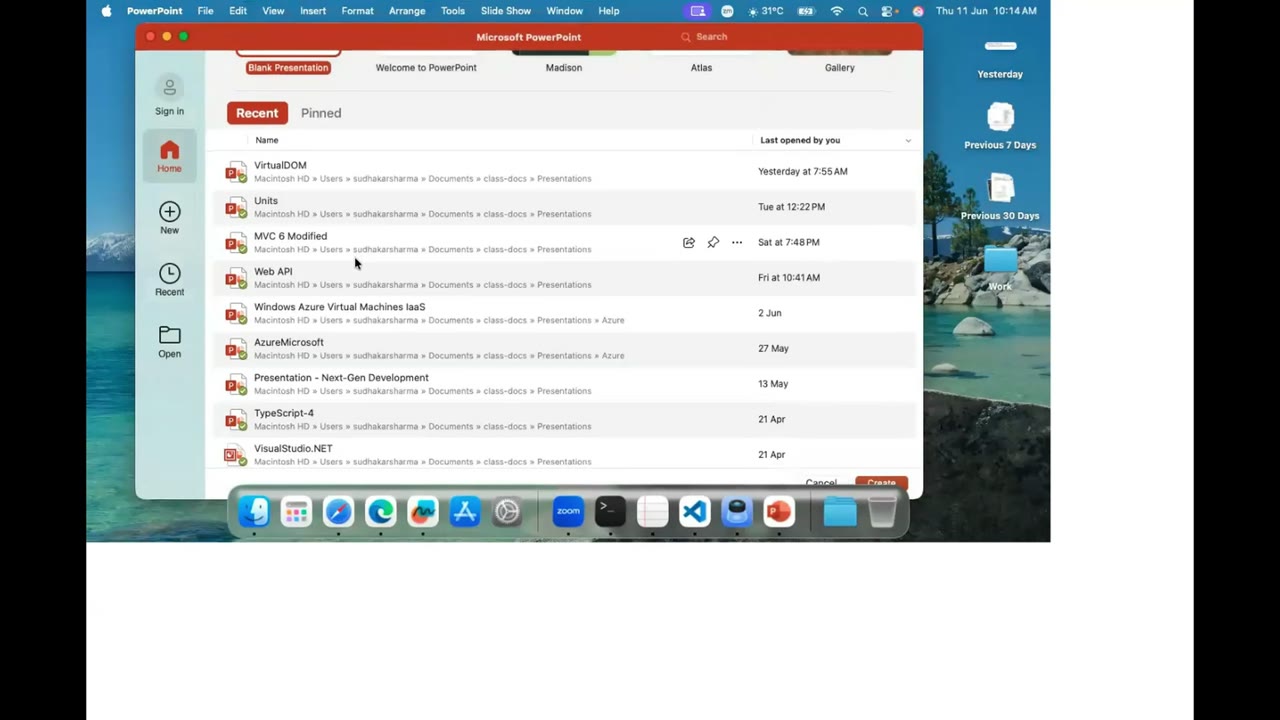 PowerPoint File Edit View Insert Format Arrange Tools Slide Show Window Help zm 31°C Thu 11 Jun 10:14 AM
Microsoft PowerPoint
Search
Blank Presentation Welcome to PowerPoint Madison Atlas Gallery
Sign in
Home
New
Recent
Open
Recent Pinned
Name Last opened by you
VirtualDOM
Macintosh HD » Users » sudhakarsharma » Documents » class-docs » Presentations
Yesterday at 7:55 AM
Units
Macintosh HD » Users » sudhakarsharma » Documents » class-docs » Presentations
Tue at 12:22 PM
MVC 6 Modified
Macintosh HD » Users » sudhakarsharma » Documents » class-docs » Presentations
Sat at 7:48 PM
Web API
Macintosh HD » Users » sudhakarsharma » Documents » class-docs » Presentations
Fri at 10:41 AM
Windows Azure Virtual Machines IaaS
Macintosh HD » Users » sudhakarsharma » Documents » class-docs » Presentations » Azure
2 Jun
AzureMicrosoft
Macintosh HD » Users » sudhakarsharma » Documents » class-docs » Presentations » Azure
27 May
Presentation - Next-Gen Development
Macintosh HD » Users » sudhakarsharma » Documents » class-docs » Presentations
13 May
TypeScript-4
Macintosh HD » Users » sudhakarsharma » Documents » class-docs » Presentations
21 Apr
VisualStudio.NET
Macintosh HD » Users » sudhakarsharma » Documents » class-docs » Presentations
21 Apr
Cancel Create
zoom
Yesterday
Previous 7 Days
Previous 30 Days
Work